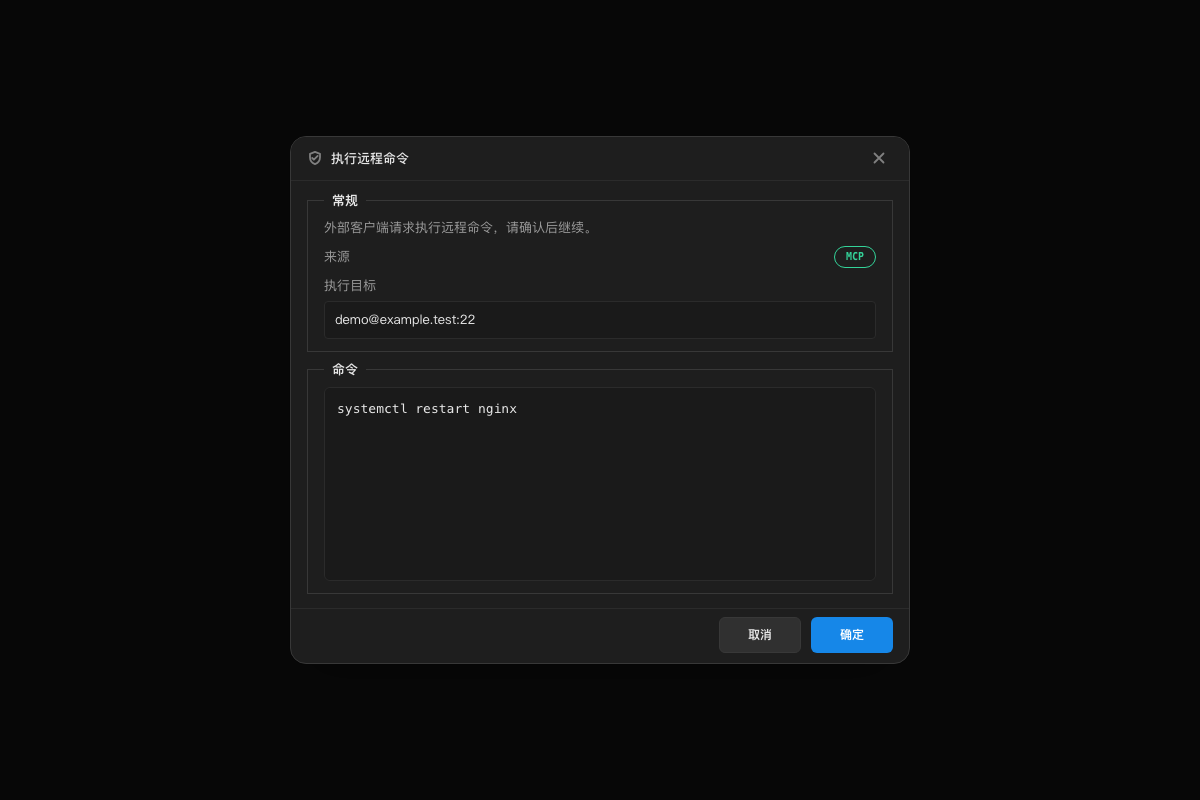 执行远程命令
常规
外部客户端请求执行远程命令，请确认后继续。
来源
MCP
执行目标
demo@example.test:22
命令
systemctl restart nginx
取消
确定